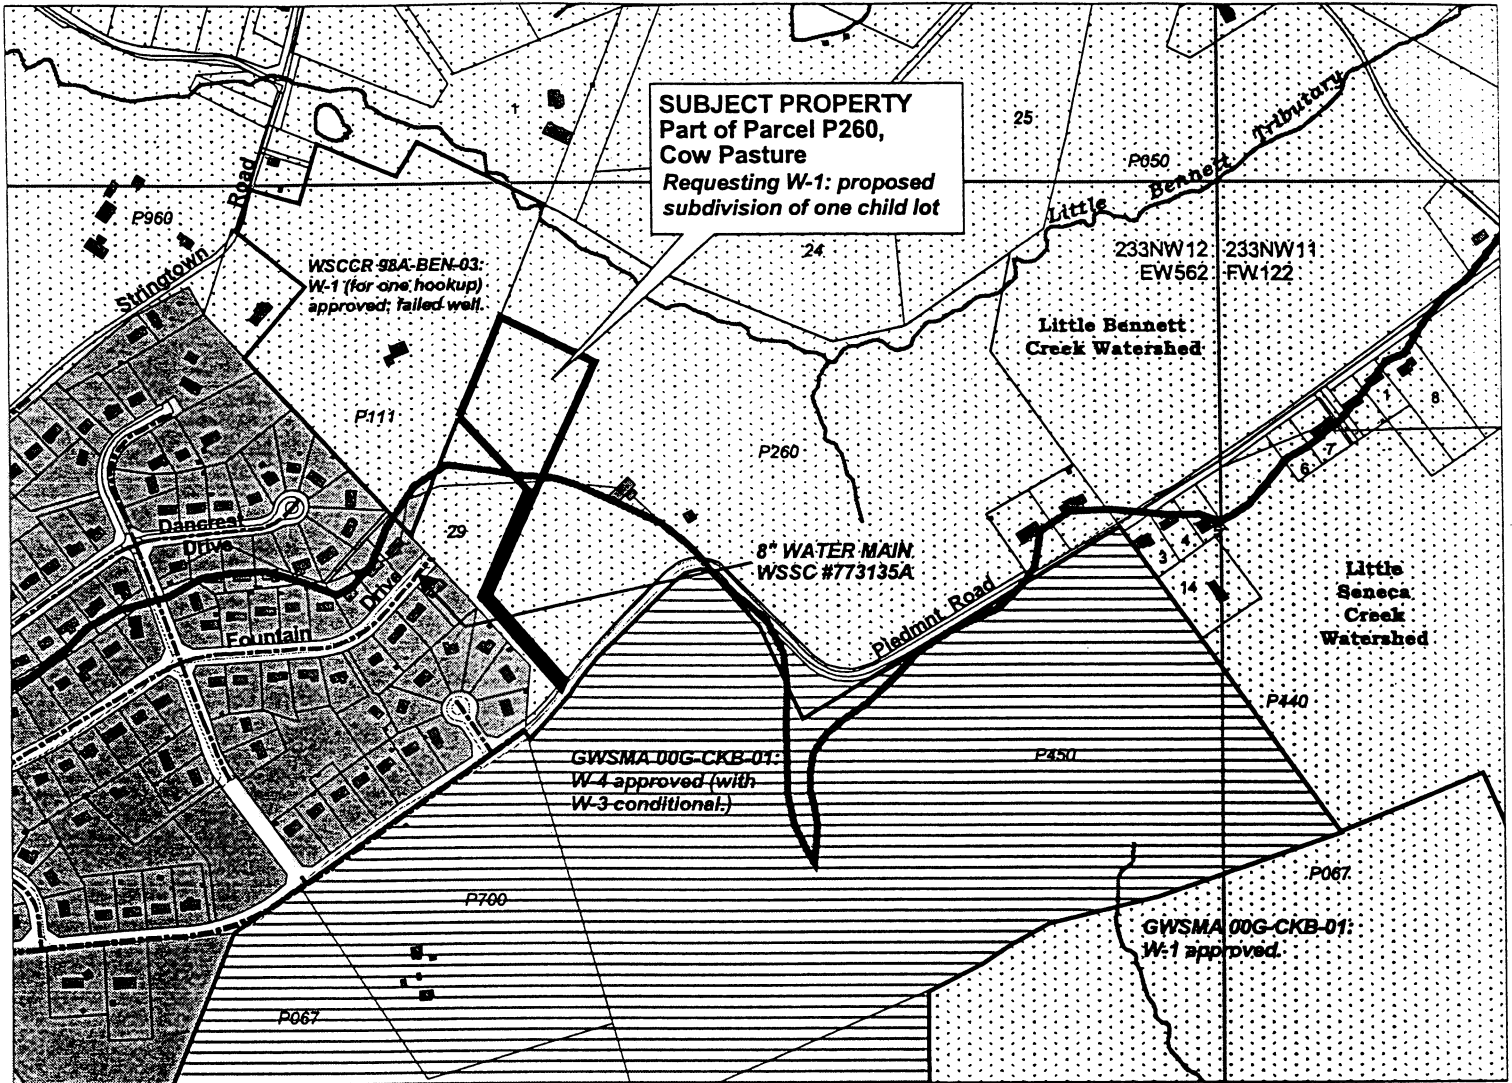 SUBJECT PROPERTY
Part of Parcel P260,
Cow Pasture
Requesting W-1: proposed
subdivision of one child lot
25
P050
Little Bennett Tributary
Road
P960
Stringtown
WSCCR 98A-BEN-03:
W-1 (for one hookup)
approved; failed well.
24
233NW12 233NW11
EW562 FW122
Little Bennett
Creek Watershed
P111
P260
1
8
7
6
29
Dancrest
Drive
8" WATER MAIN
WSSC #773135A
3
4
14
Little
Seneca
Creek
Watershed
Drive
Fountain
Piedmnt Road
P440
GWSMA 00G-CKB-01:
W-4 approved (with
W-3 conditional.)
P450
P067
P700
GWSMA 00G-CKB-01:
W-1 approved.
P067